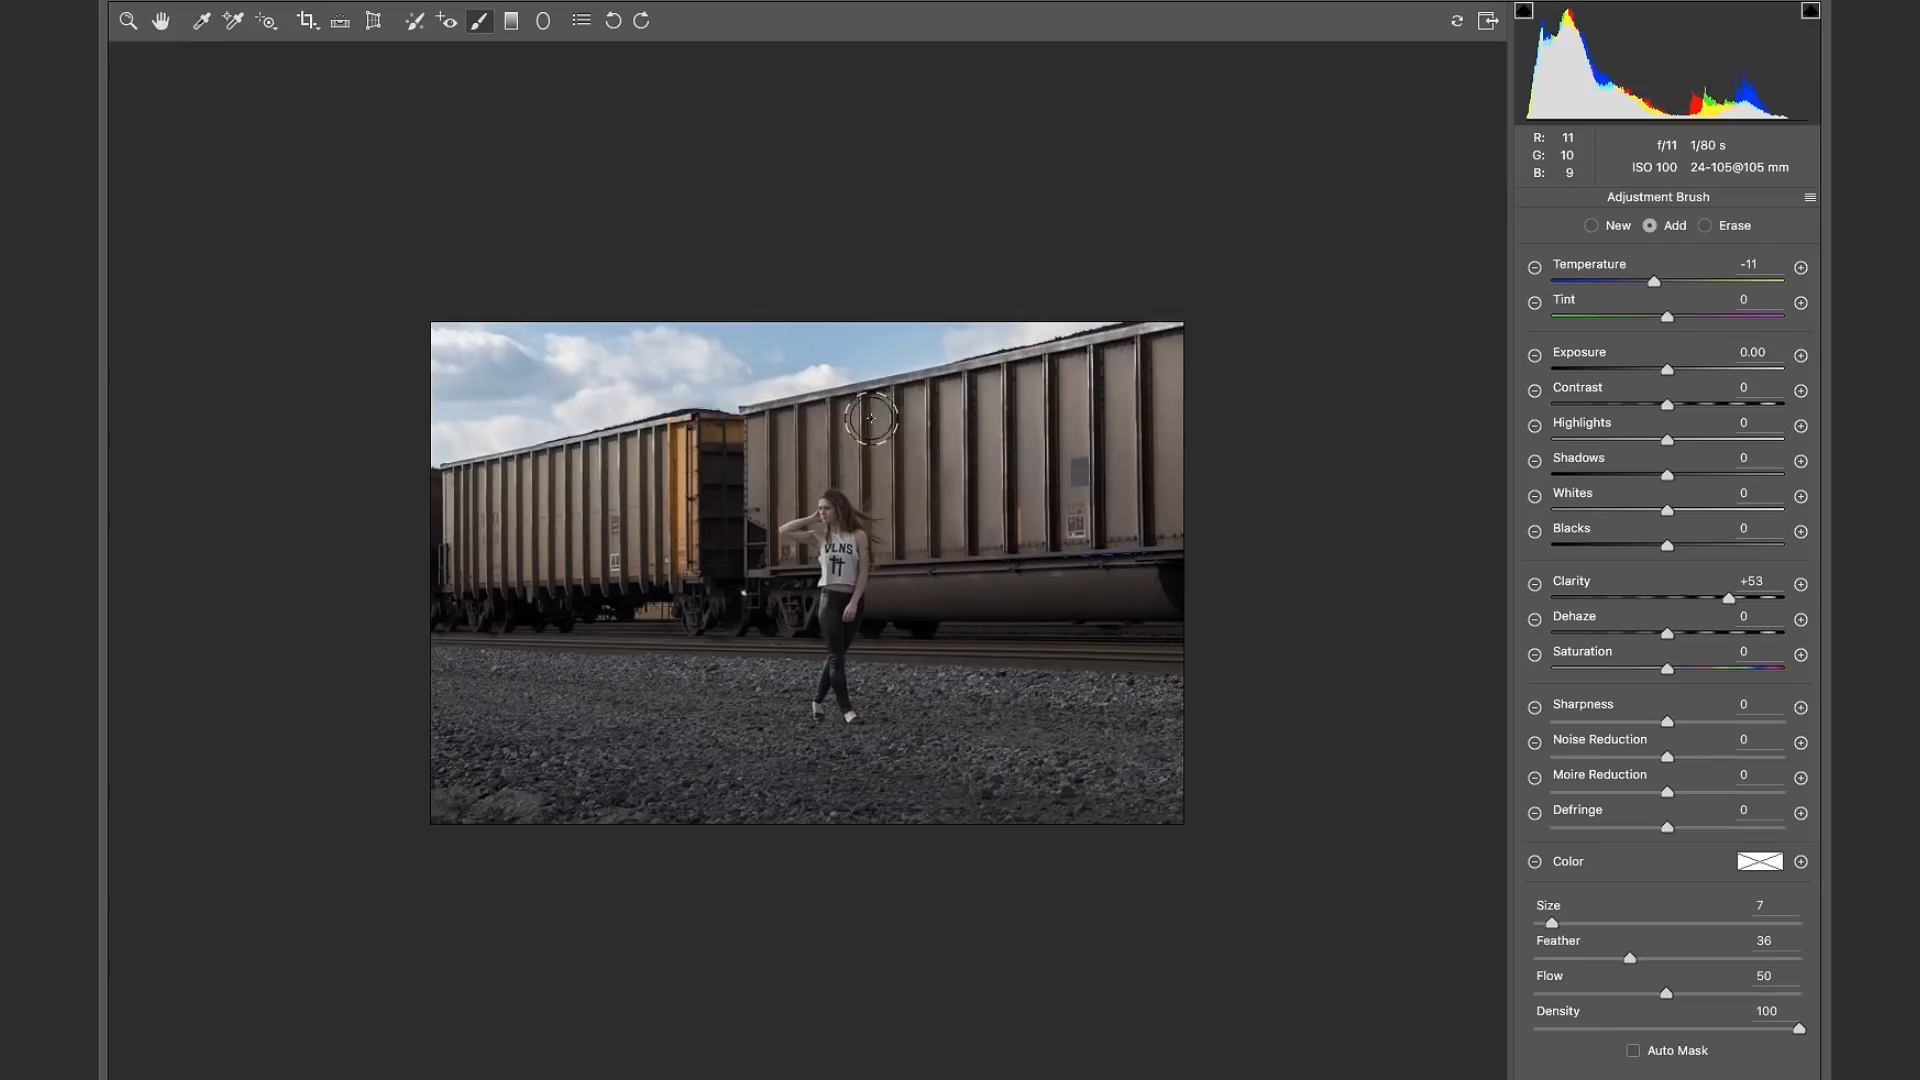 R: 11
G: 10
B: 9
f/11 1/80 s
ISO 100 24-105@105 mm
Adjustment Brush
New Add Erase
Temperature -11
Tint 0
Exposure 0.00
Contrast 0
Highlights 0
Shadows 0
Whites 0
Blacks 0
Clarity +53
Dehaze 0
Saturation 0
Sharpness 0
Noise Reduction 0
Moire Reduction 0
Defringe 0
Color
Size 7
Feather 36
Flow 50
Density 100
Auto Mask
VLNS